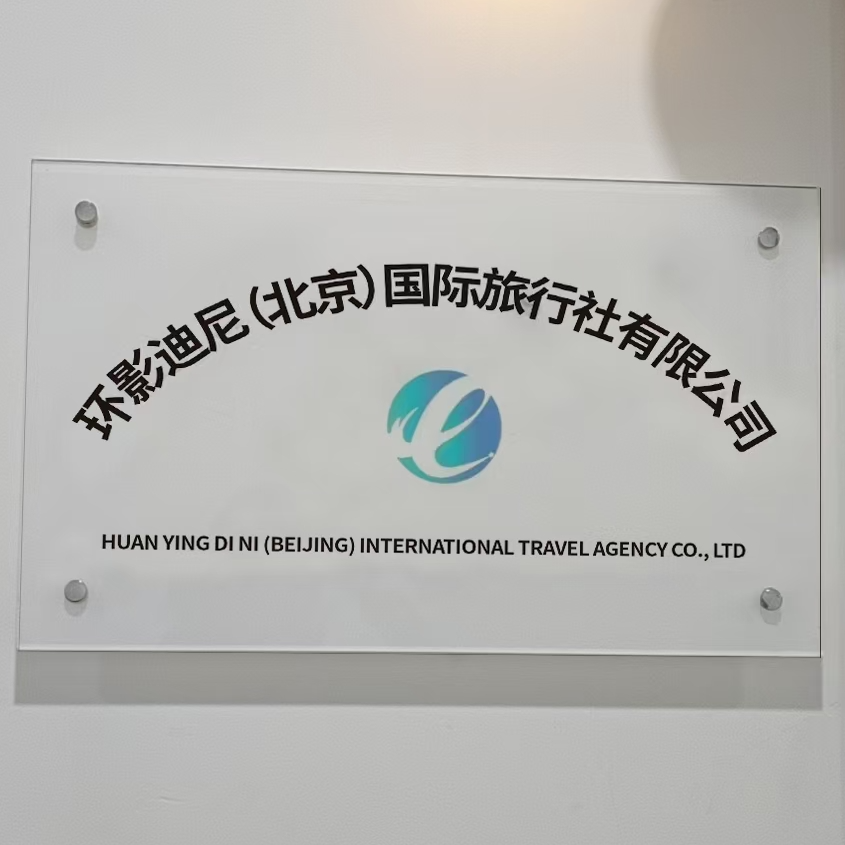 环影迪尼（北京）国际旅行社有限公司
HUAN YING DI NI (BEIJING) INTERNATIONAL TRAVEL AGENCY CO., LTD